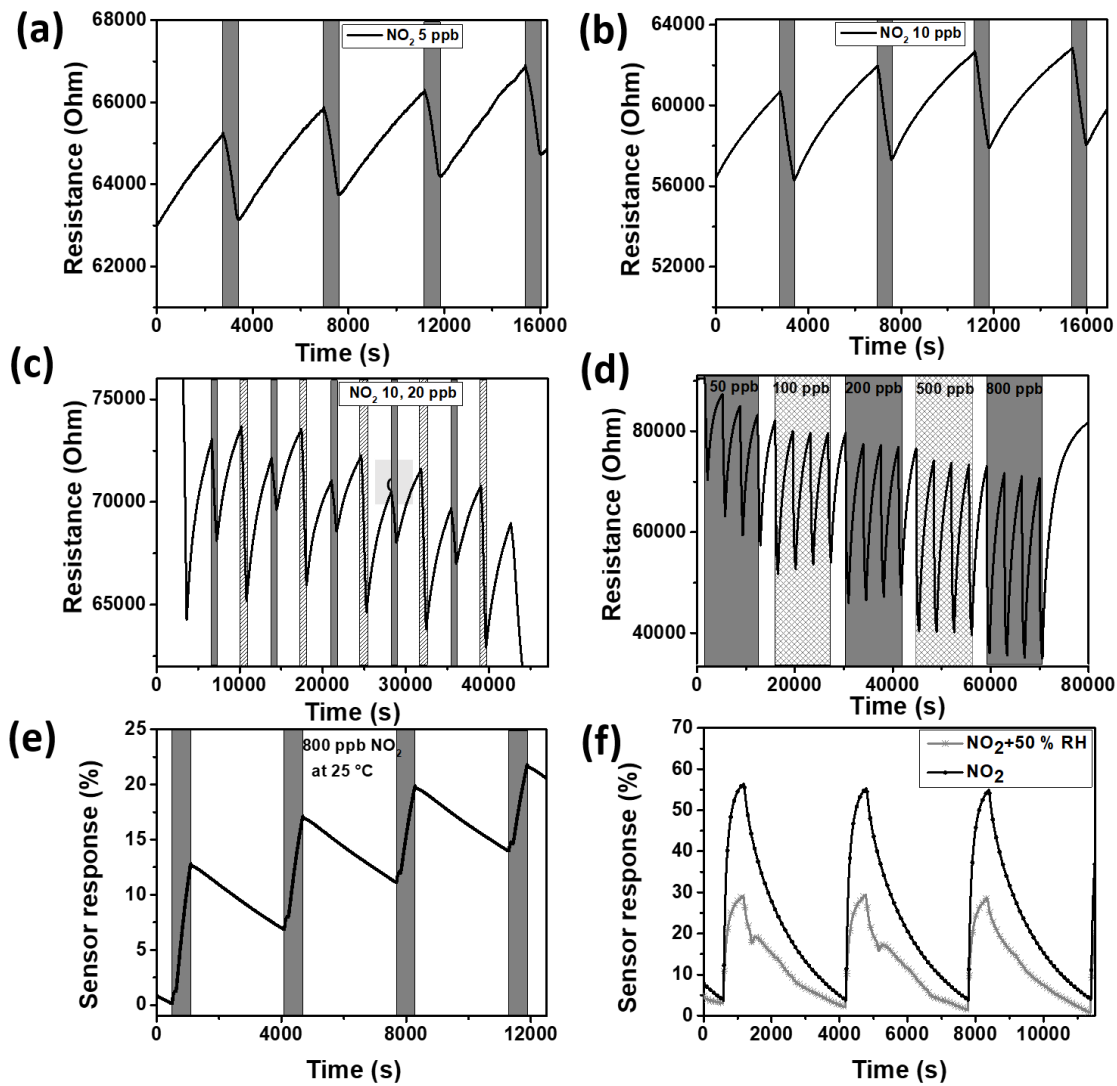 (a)
NO2 5 ppb
Resistance (Ohm)
68000
66000
64000
62000
0 4000 8000 12000 16000
Time (s)
(b)
NO2 10 ppb
Resistance (Ohm)
64000
60000
56000
52000
0 4000 8000 12000 16000
Time (s)
(c)
NO2 10, 20 ppb
Resistance (Ohm)
75000
70000
65000
0 10000 20000 30000 40000
Time (s)
(d)
50 ppb 100 ppb 200 ppb 500 ppb 800 ppb
Resistance (Ohm)
80000
60000
40000
0 20000 40000 60000 80000
Time (s)
(e)
800 ppb NO2
at 25 °C
Sensor response (%)
25
20
15
10
5
0
0 4000 8000 12000
Time (s)
(f)
NO2+50 % RH
NO2
Sensor response (%)
70
60
50
40
30
20
10
0
0 2000 4000 6000 8000 10000
Time (s)